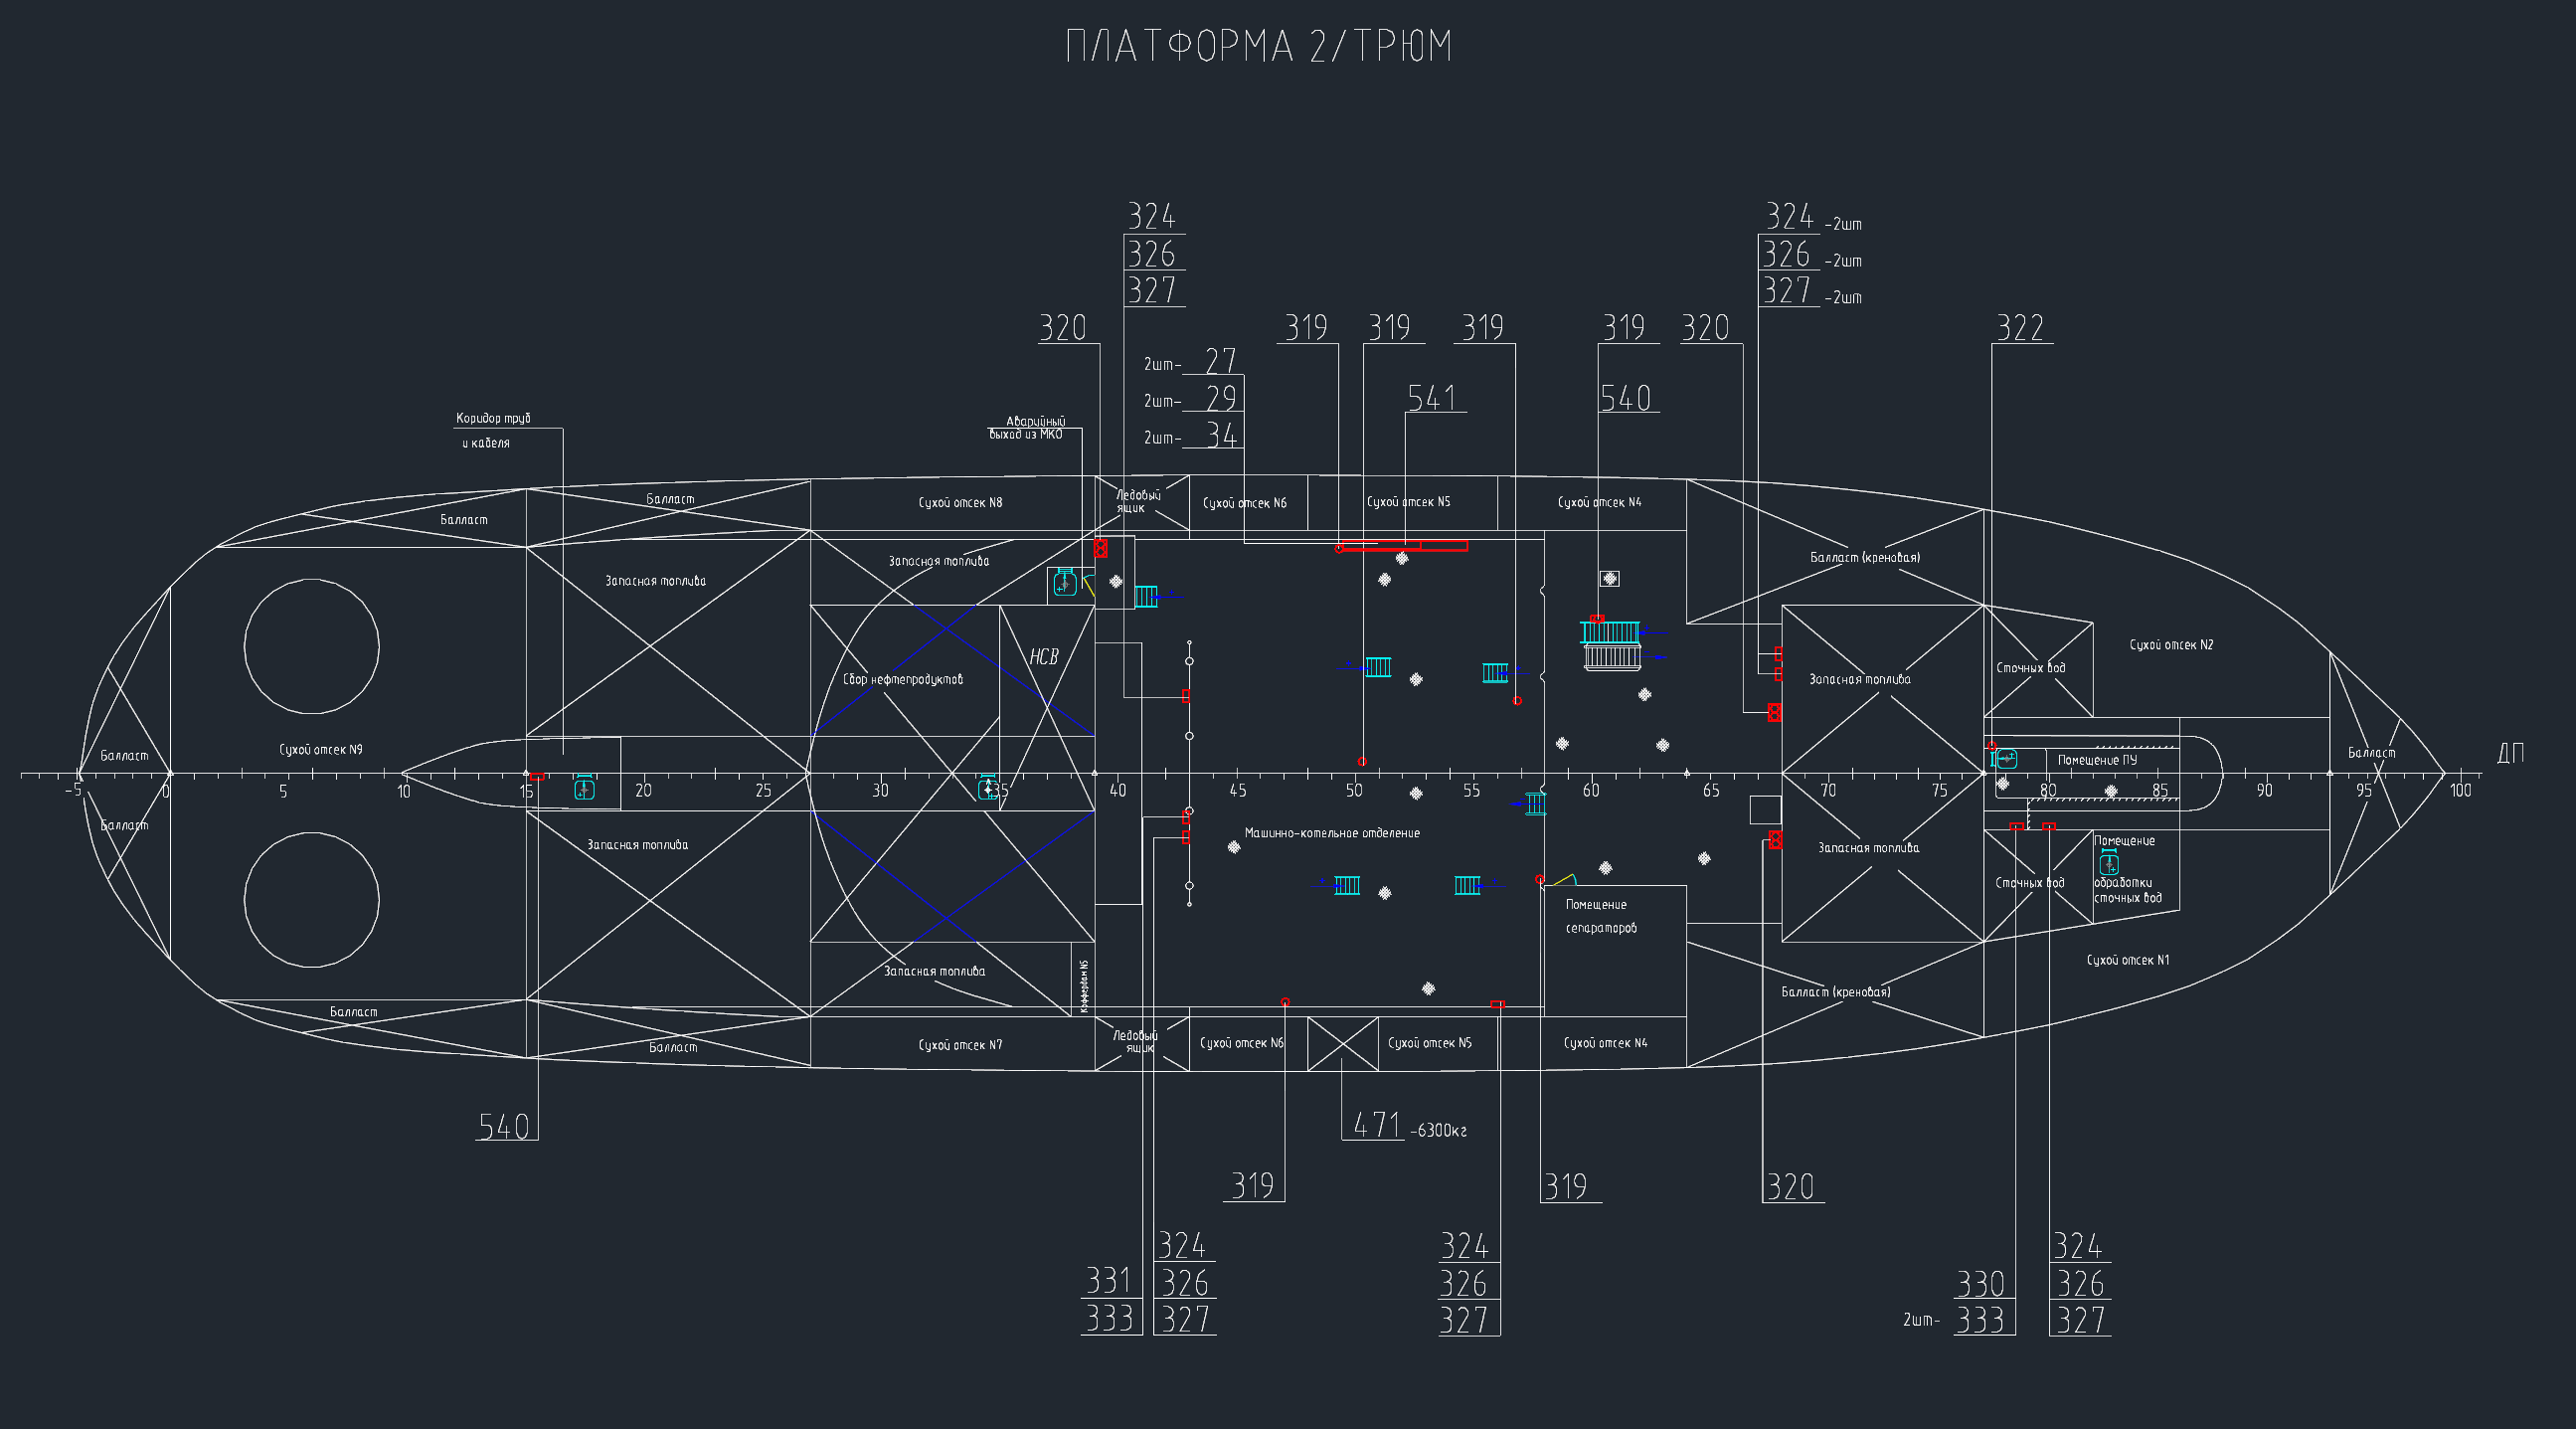 ПЛАТФОРМА 2/ТРЮМ
324
326
327
324 -2шт
326 -2шт
327 -2шт
320
319
319
319
319
320
322
2шт- 27
2шт- 29
2шт- 34
541
540
Коридор труб
и кабеля
Аварийный
выход из МКО
Балласт
Балласт
Сухой отсек N8
Ледовый
ящик
Сухой отсек N6
Сухой отсек N5
Сухой отсек N4
Запасная топлива
Запасная топлива
Балласт (креновая)
НСВ
Сбор нефтепродуктов
Запасная топлива
Сточных вод
Сухой отсек N2
Балласт
Сухой отсек N9
Помещение ПУ
Балласт
ДП
-5 0 5 10 15 20 25 30 35 40 45 50 55 60 65 70 75 80 85 90 95 100
Балласт
Машинно-котельное отделение
Запасная топлива
Запасная топлива
Помещение
обработки
сточных вод
Сточных вод
Помещение
сепараторов
Запасная топлива
Коффердам N5
Балласт (креновая)
Сухой отсек N1
Балласт
Балласт
Сухой отсек N7
Ледовый
ящик
Сухой отсек N6
Сухой отсек N5
Сухой отсек N4
540
471 -6300кг
319
319
320
331
333
324
326
327
324
326
327
330
2шт- 333
324
326
327